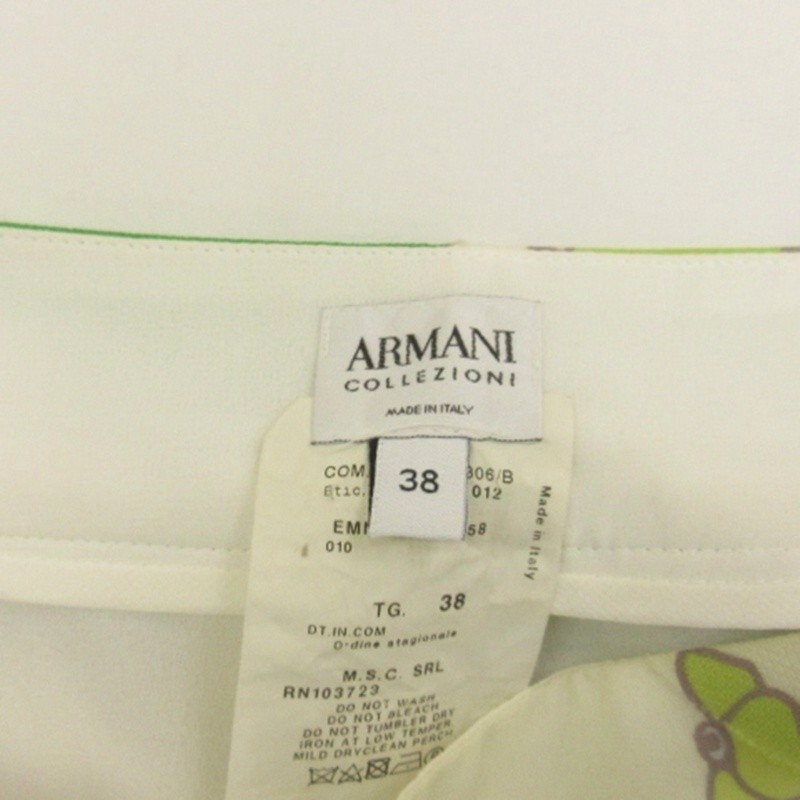 ARMANI
COLLEZIONI
MADE IN ITALY
38
COM. 306/B
Etic. 012
58
010
Made in Italy
TG. 38
DT.IN.COM
D'dine stagionale
M.S.C. SRL
RN103723
DO NOT WASH
DO NOT BLEACH
DO NOT TUMBLER DRY
IRON AT LOW TEMPER
MILD DRYCLEAN PERCH